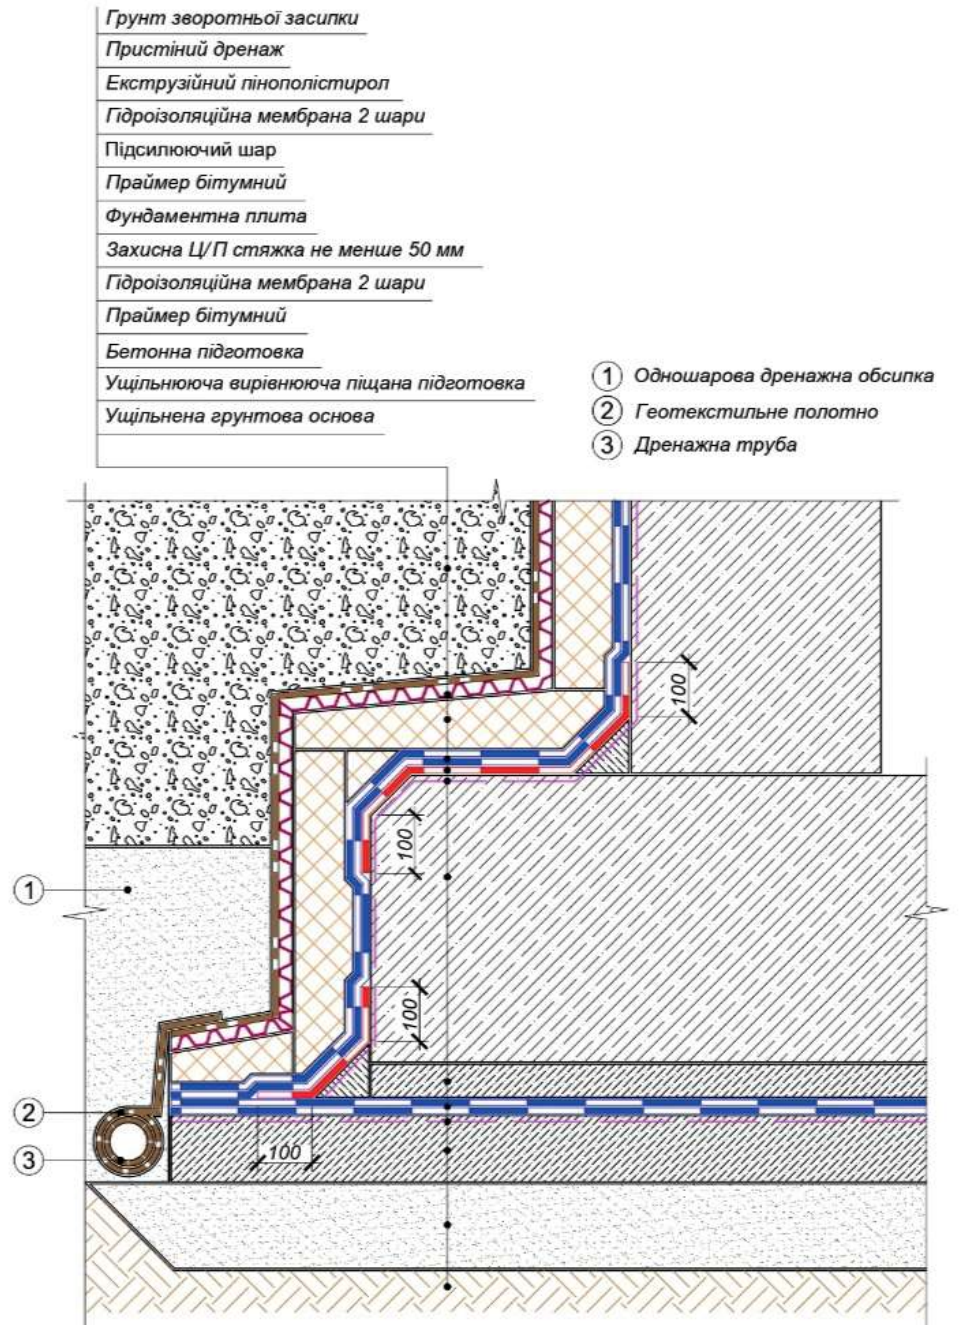 Грунт зворотньої засипки
Пристіний дренаж
Екструзійний пінополістирол
Гідроізоляційна мембрана 2 шари
Підсилюючий шар
Праймер бітумний
Фундаментна плита
Захисна Ц/П стяжка не менше 50 мм
Гідроізоляційна мембрана 2 шари
Праймер бітумний
Бетонна підготовка
Ущільнююча вирівнююча піщана підготовка
Ущільнена грунтова основа
1 Одношарова дренажна обсипка
2 Геотекстильне полотно
3 Дренажна труба
100
100
1
100
2
100
3